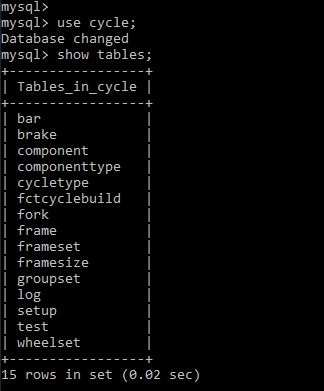 mysql>
mysql> use cycle;
Database changed
mysql> show tables;
+-----------------+
| Tables_in_cycle |
+-----------------+
| bar             |
| brake           |
| component       |
| componenttype   |
| cycletype       |
| fctcyclebuild   |
| fork            |
| frame           |
| frameset        |
| framesize       |
| groupset        |
| log             |
| setup           |
| test            |
| wheelset        |
+-----------------+
15 rows in set (0.02 sec)